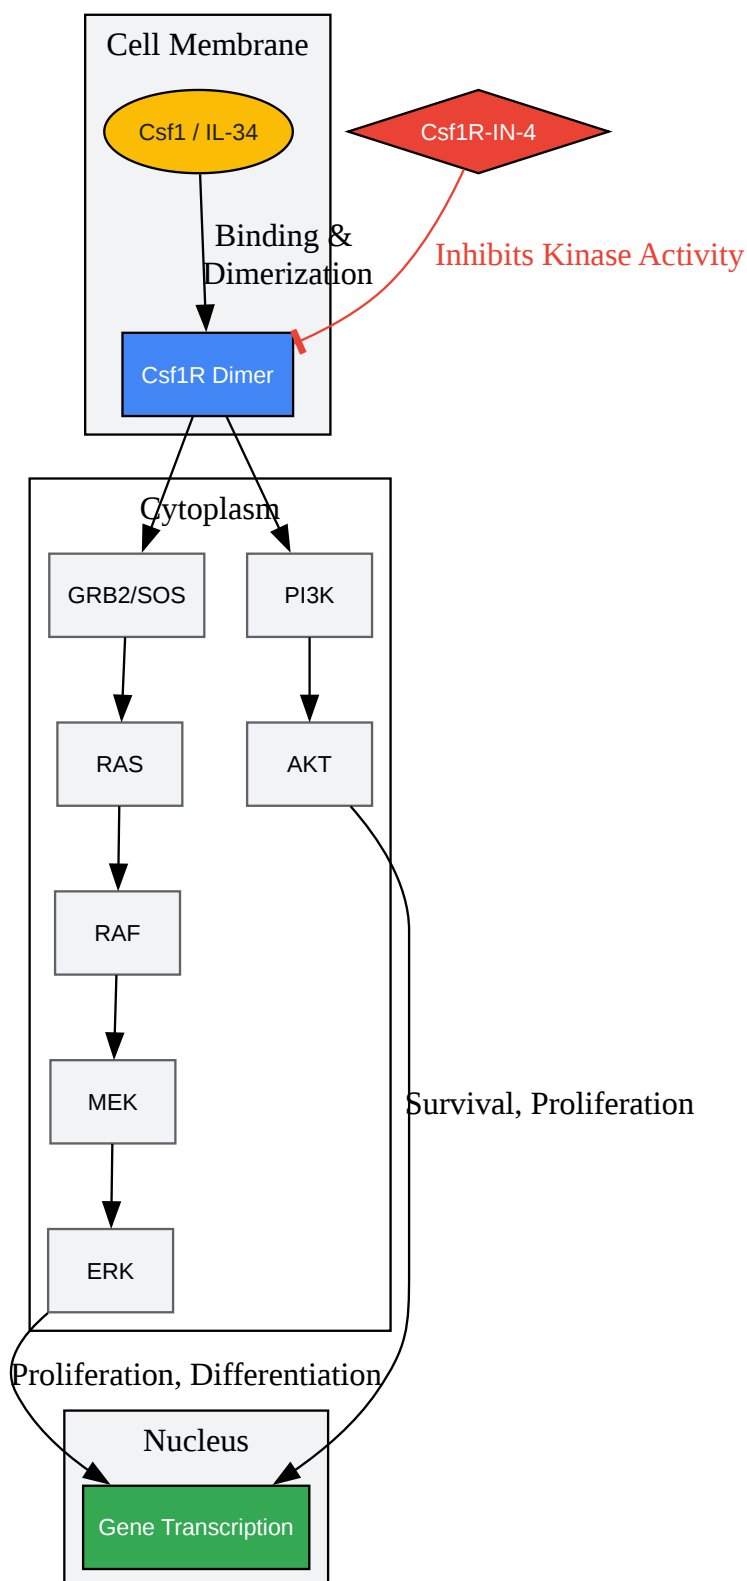 Cell Membrane
Csf1 / IL-34
Csf1R-IN-4
Binding &
Dimerization
Inhibits Kinase Activity
Csf1R Dimer
Cytoplasm
GRB2/SOS
PI3K
RAS
AKT
RAF
MEK
Survival, Proliferation
ERK
Proliferation, Differentiation
Nucleus
Gene Transcription